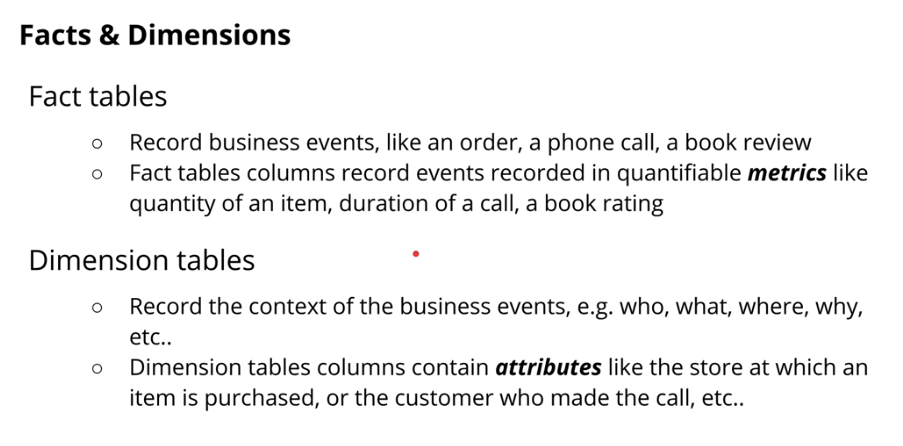 Facts & Dimensions
Fact tables
○ Record business events, like an order, a phone call, a book review
○ Fact tables columns record events recorded in quantifiable metrics like
quantity of an item, duration of a call, a book rating
Dimension tables
○ Record the context of the business events, e.g. who, what, where, why,
etc..
○ Dimension tables columns contain attributes like the store at which an
item is purchased, or the customer who made the call, etc..